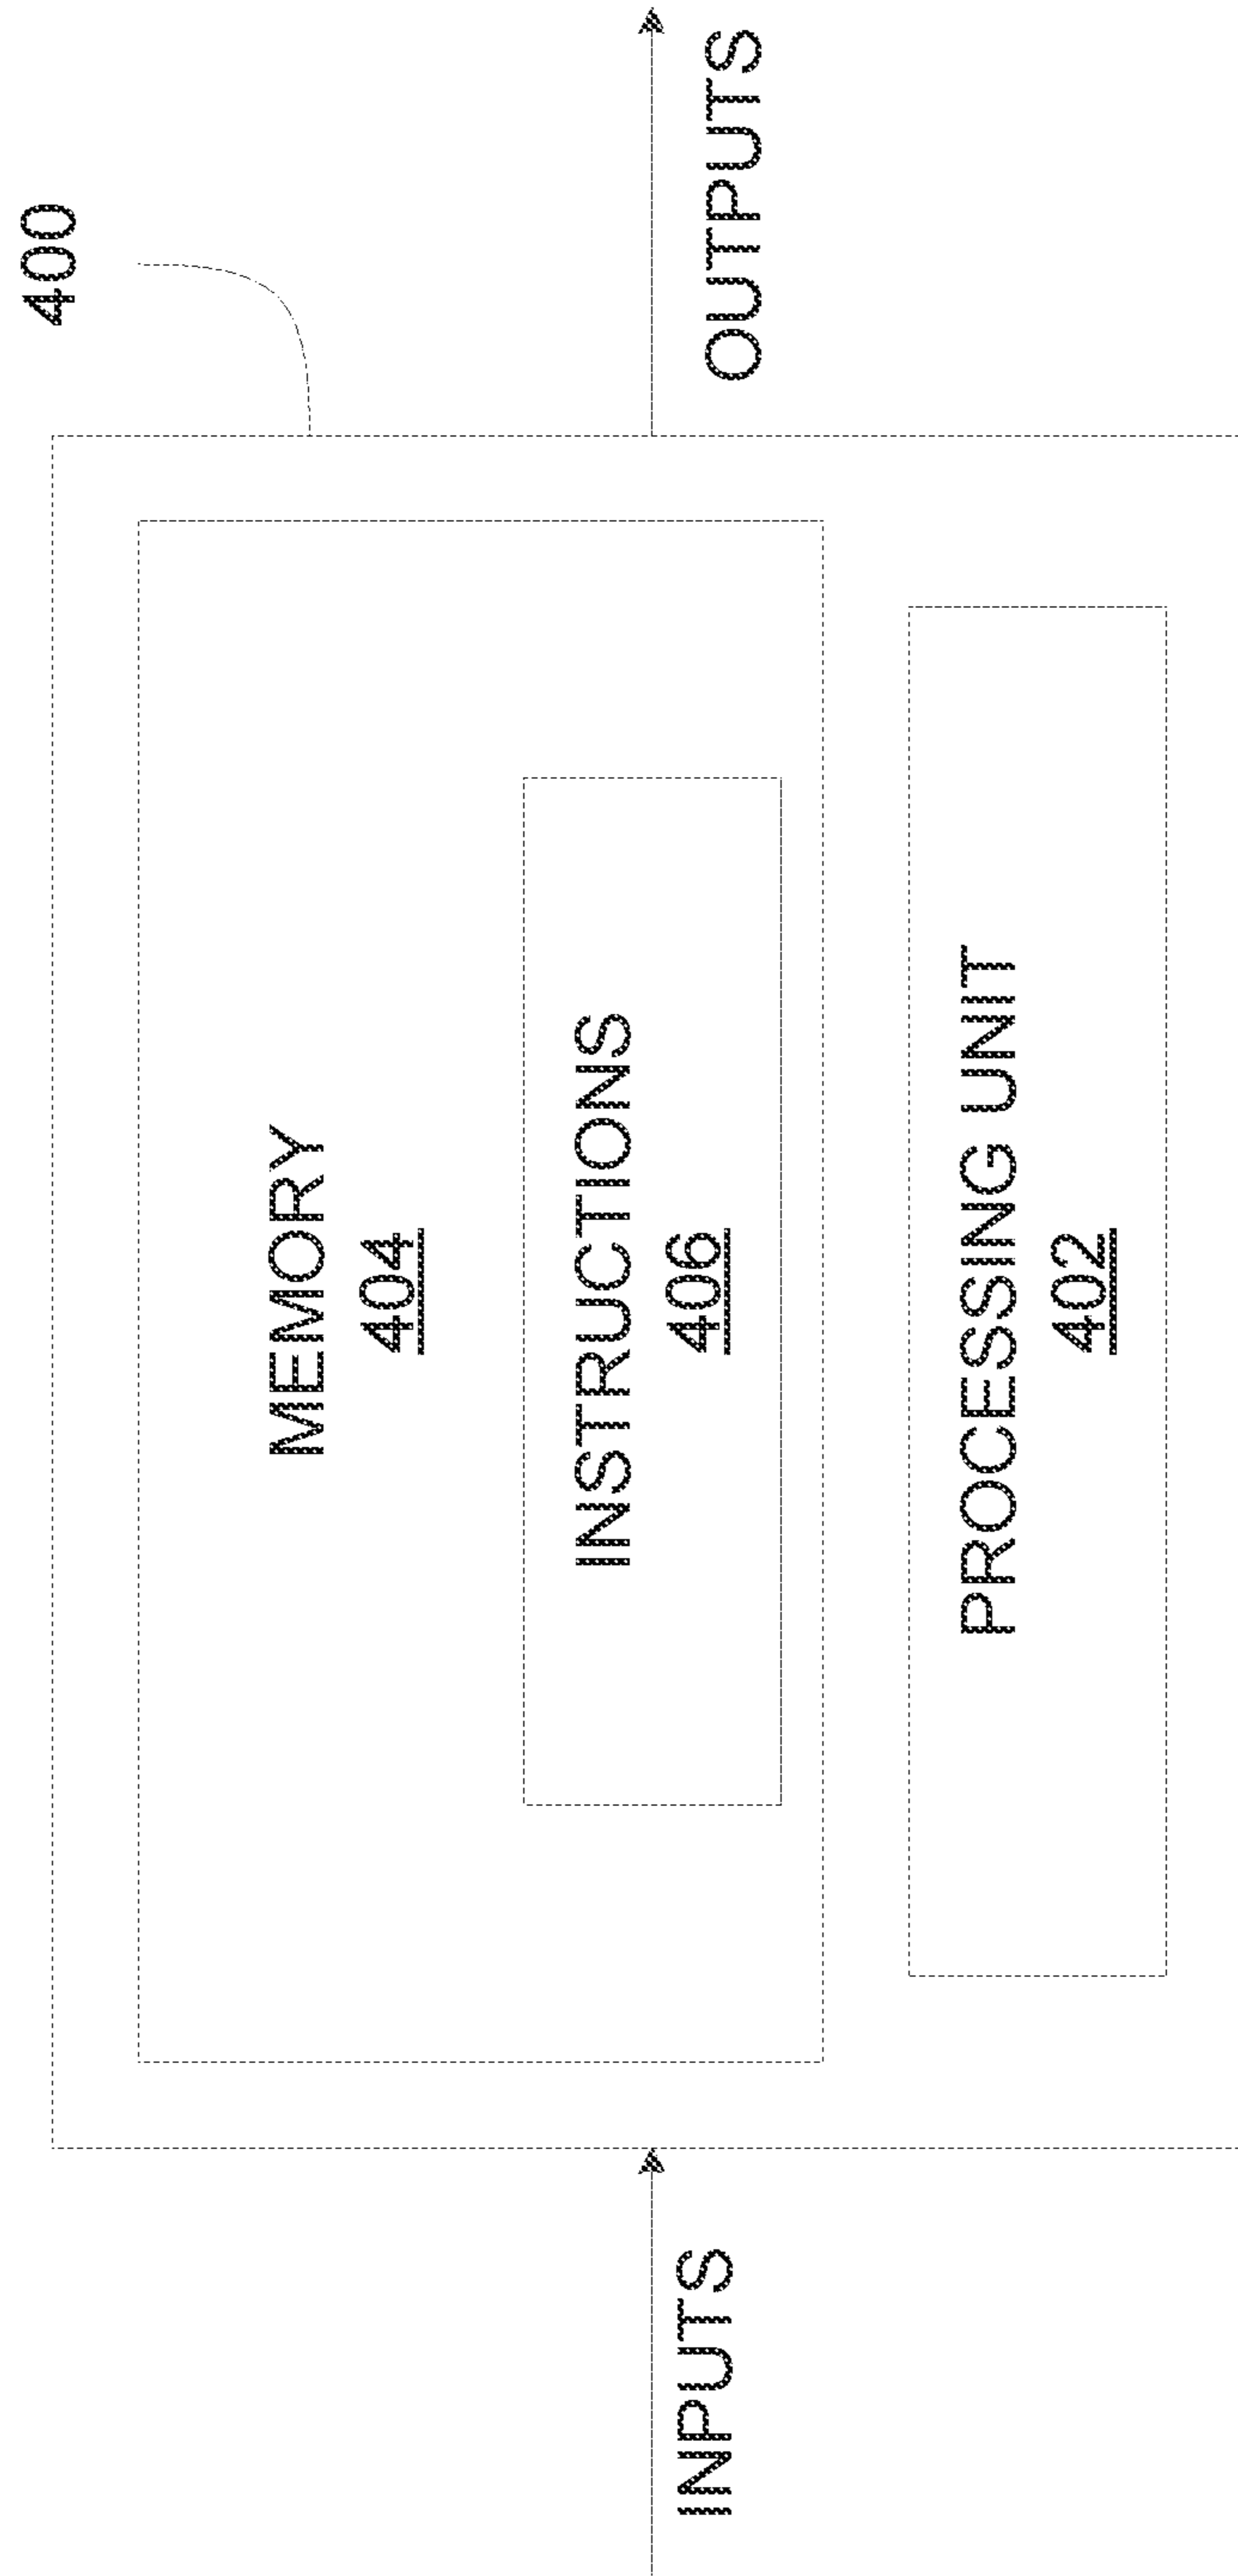 400
MEMORY
404
INSTRUCTIONS
406
INPUTS
OUTPUTS
PROCESSING UNIT
402